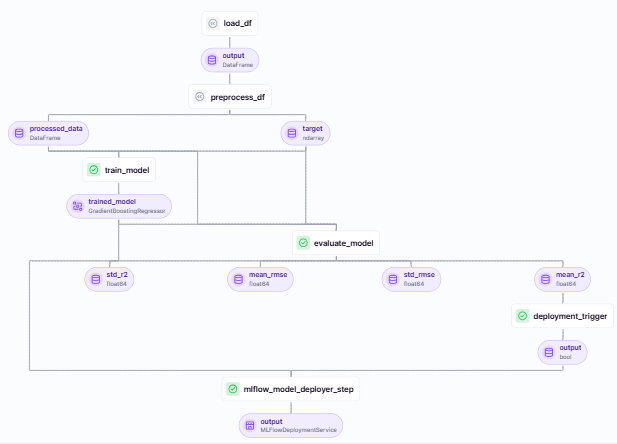 load_df
output
DataFrame
preprocess_df
processed_data
DataFrame
target
ndarray
train_model
trained_model
GradientBoostingRegressor
evaluate_model
std_r2
float64
mean_rmse
float64
std_rmse
float64
mean_r2
float64
deployment_trigger
output
bool
mlflow_model_deployer_step
output
MLFlowDeploymentService